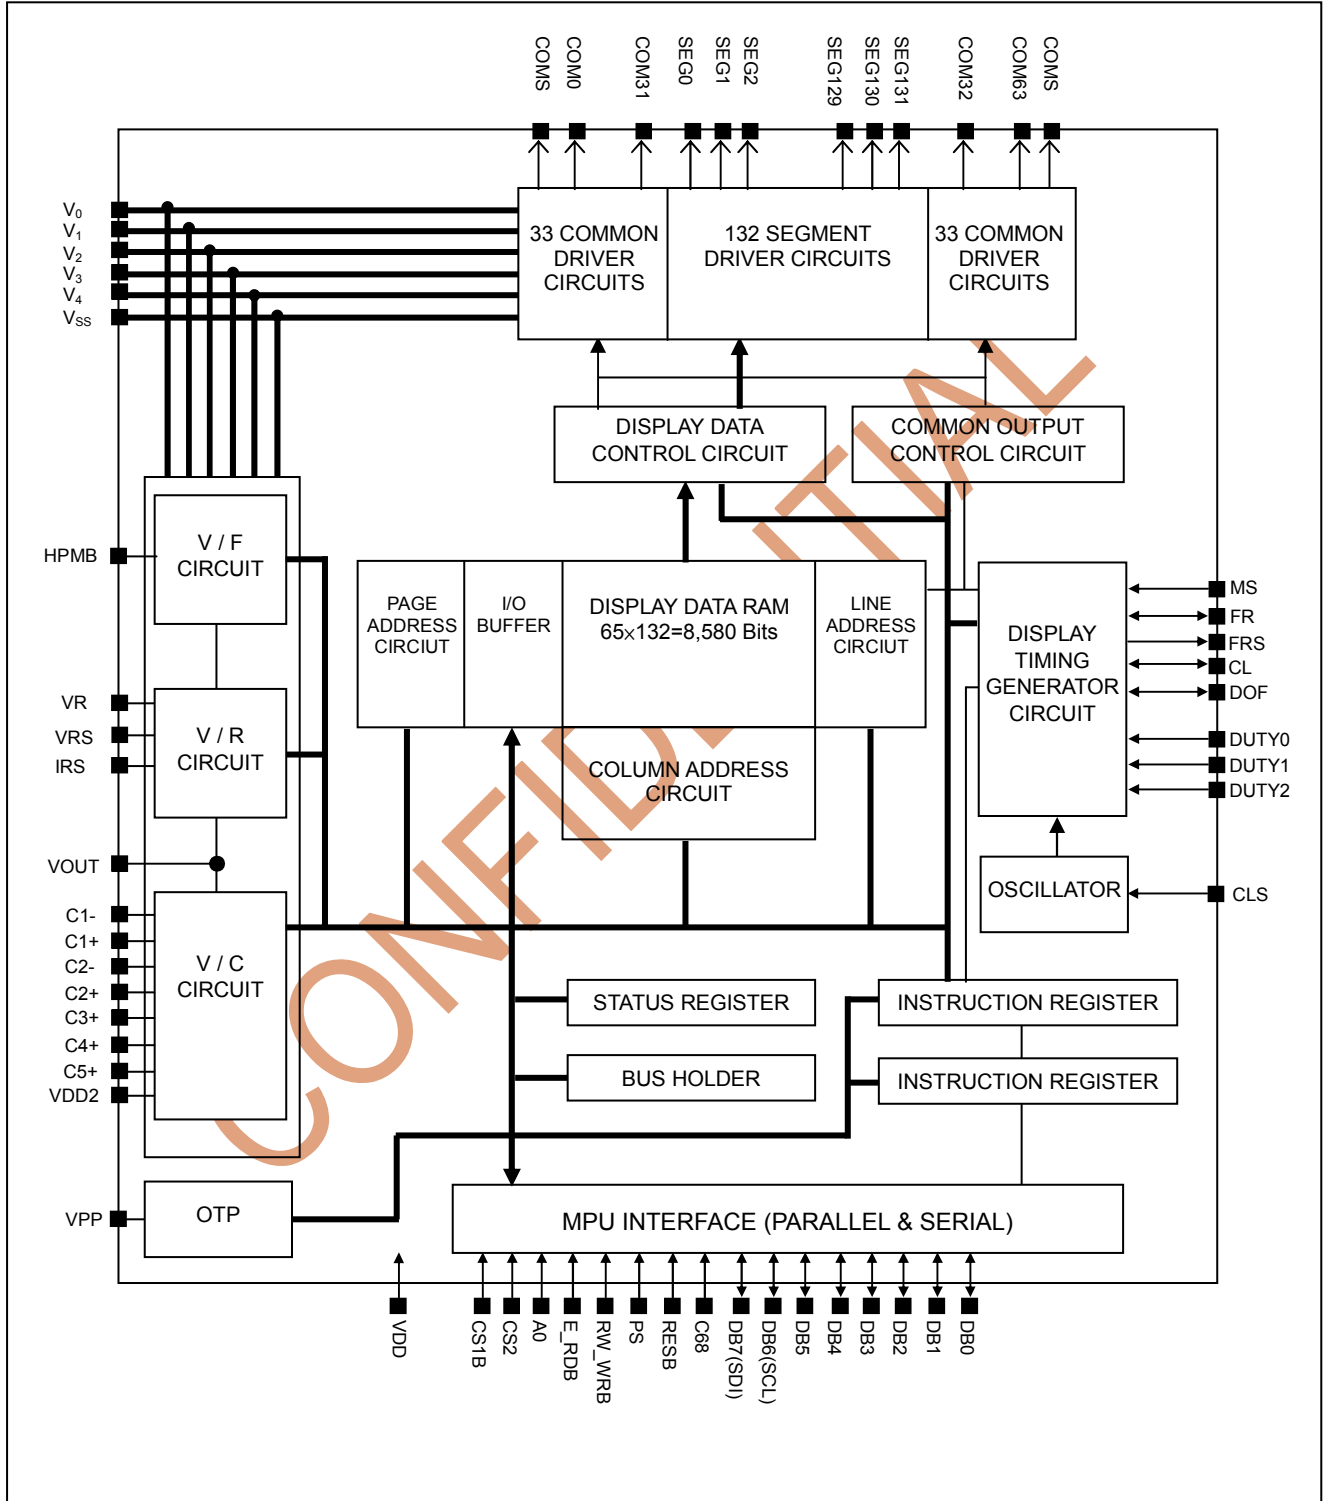 COMS
COM0
COM31
SEG0
SEG1
SEG2
SEG129
SEG130
SEG131
COM32
COM63
COMS
V0
V1
V2
V3
V4
VSS
33 COMMON
DRIVER
CIRCUITS
132 SEGMENT
DRIVER CIRCUITS
33 COMMON
DRIVER
CIRCUITS
DISPLAY DATA
CONTROL CIRCUIT
COMMON OUTPUT
CONTROL CIRCUIT
HPMB
V / F
CIRCUIT
PAGE
ADDRESS
CIRCIUT
I/O
BUFFER
DISPLAY DATA RAM
65×132=8,580 Bits
LINE
ADDRESS
CIRCIUT
DISPLAY
TIMING
GENERATOR
CIRCUIT
MS
FR
FRS
CL
DOF
DUTY0
DUTY1
DUTY2
VR
VRS
IRS
V / R
CIRCUIT
COLUMN ADDRESS
CIRCUIT
VOUT
OSCILLATOR
CLS
C1-
C1+
C2-
C2+
C3+
C4+
C5+
VDD2
V / C
CIRCUIT
STATUS REGISTER
INSTRUCTION REGISTER
BUS HOLDER
INSTRUCTION REGISTER
VPP
OTP
MPU INTERFACE (PARALLEL & SERIAL)
VDD
CS1B
CS2
A0
E_RDB
RW_WRB
PS
RESB
C68
DB7(SDI)
DB6(SCL)
DB5
DB4
DB3
DB2
DB1
DB0
CONFIDENTIAL